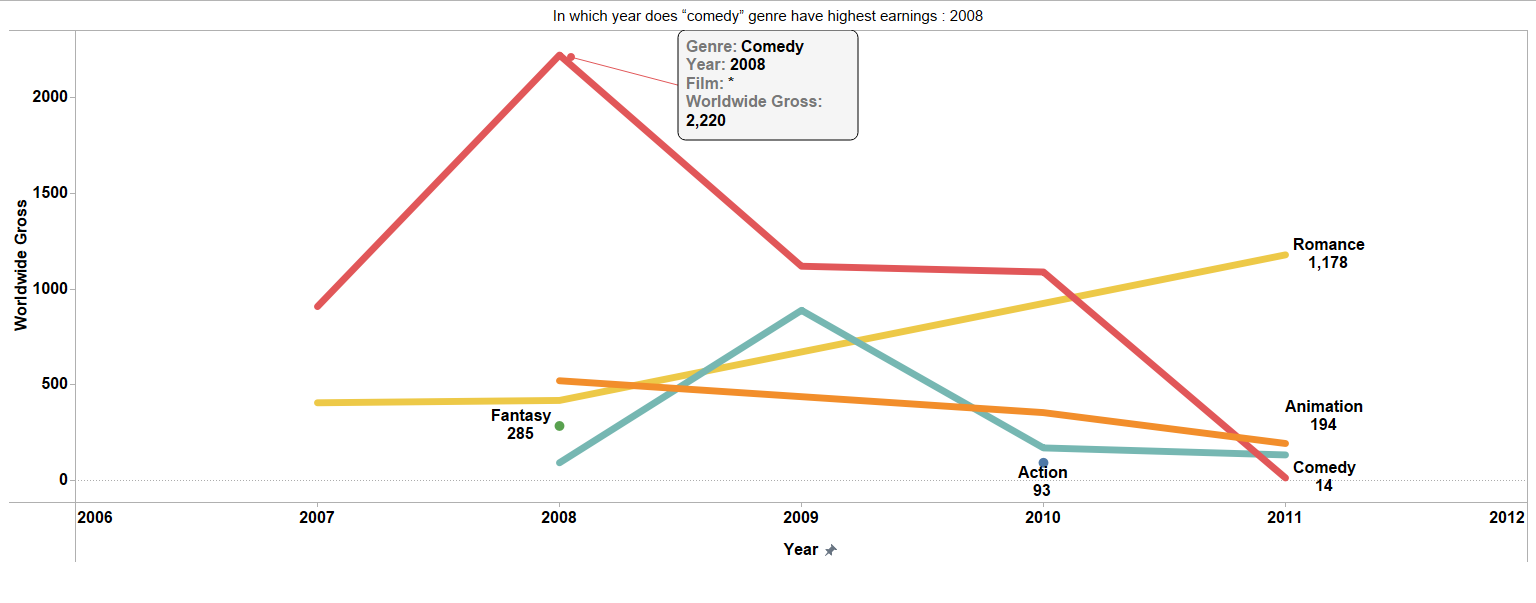 In which year does “comedy” genre have highest earnings : 2008
Genre: Comedy
Year: 2008
Film: *
Worldwide Gross:
2,220
Worldwide Gross
2000
1500
1000
500
0
Romance
1,178
Fantasy
285
Animation
194
Action
93
Comedy
14
2006
2007
2008
2009
2010
2011
2012
Year